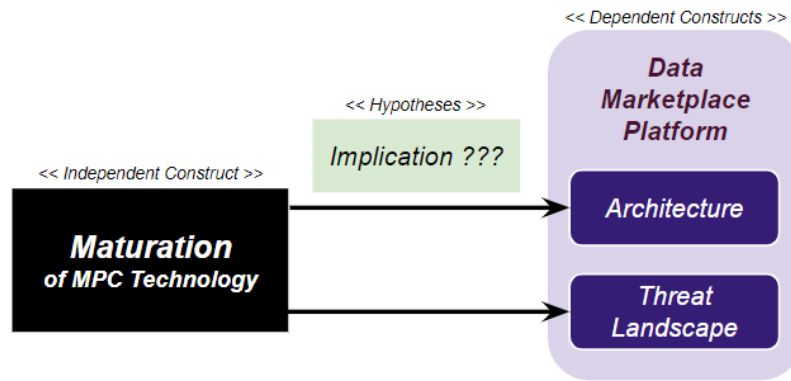 << Dependent Constructs >>
Data
Marketplace
Platform
<< Hypotheses >>
Implication ???
<< Independent Construct >>
Maturation
of MPC Technology
Architecture
Threat
Landscape